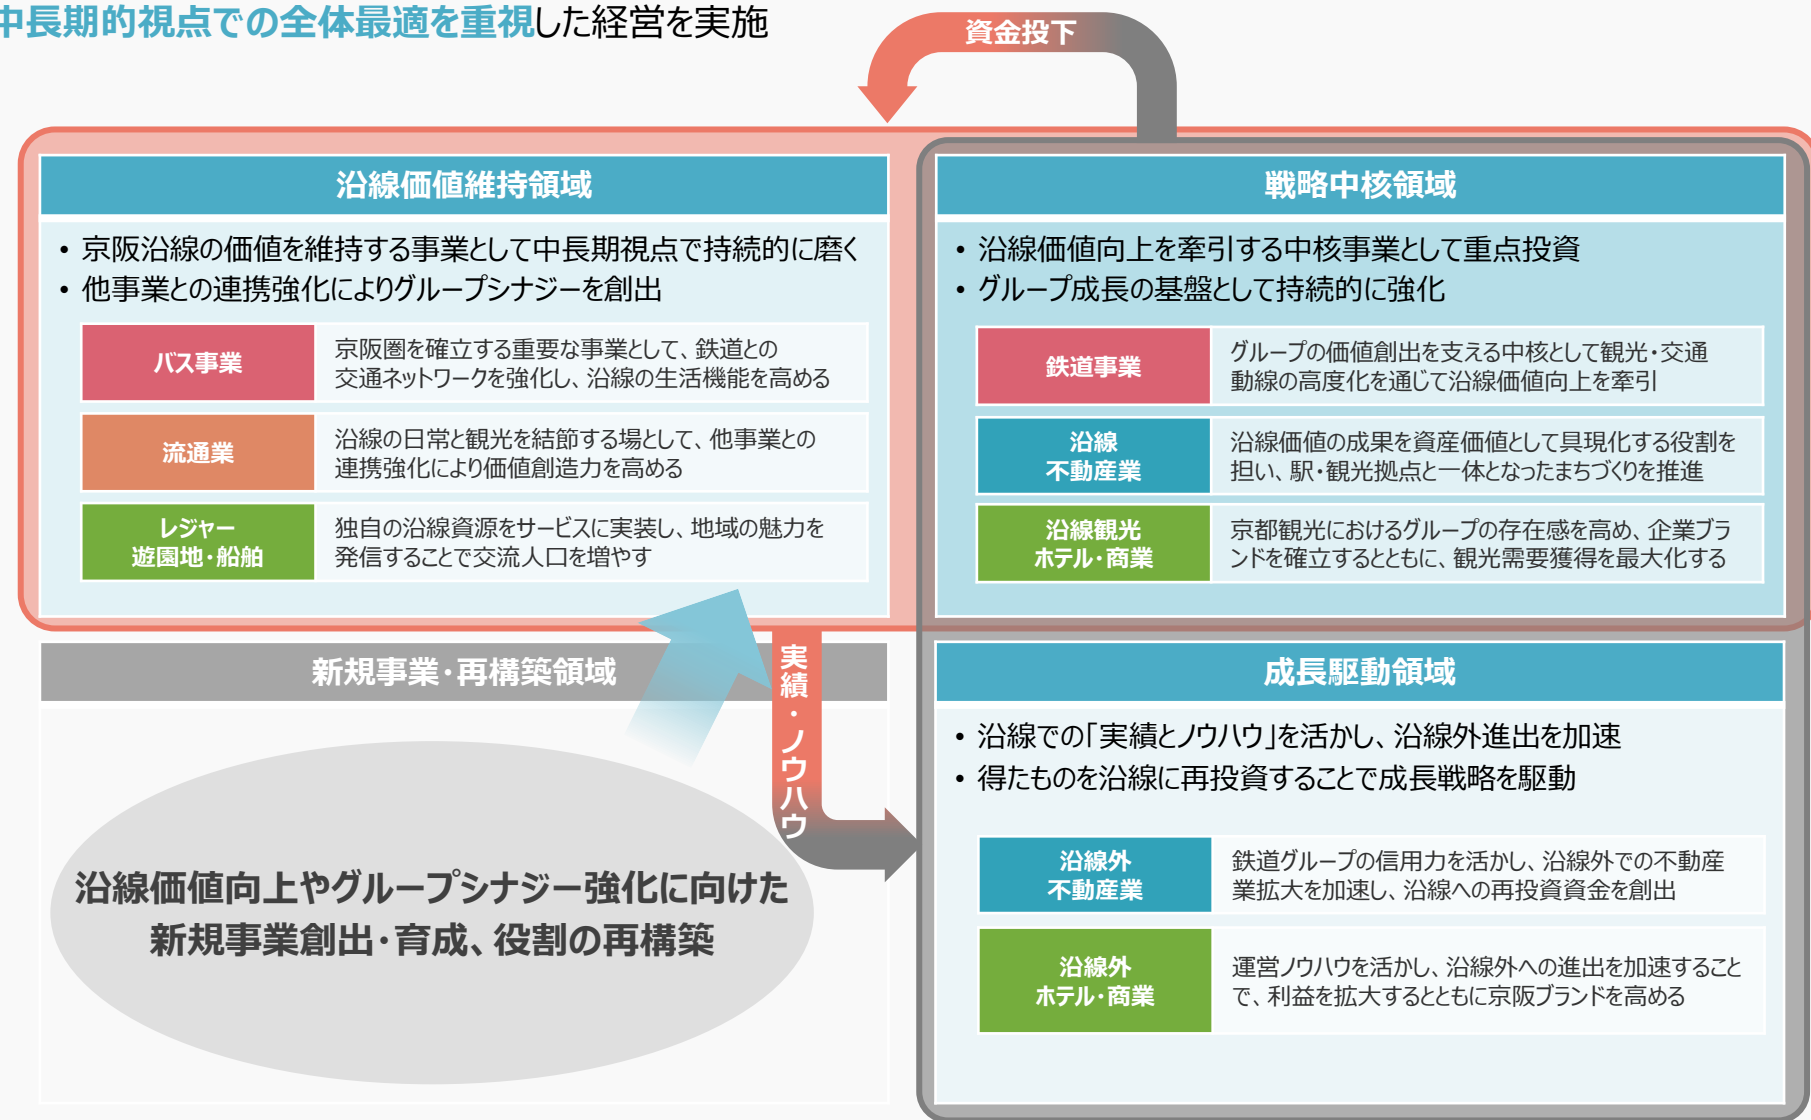 中長期的視点での全体最適を重視した経営を実施
資金投下
沿線価値維持領域
• 京阪沿線の価値を維持する事業として中長期視点で持続的に磨く
• 他事業との連携強化によりグループシナジーを創出
バス事業
京阪圏を確立する重要な事業として、鉄道との
交通ネットワークを強化し、沿線の生活機能を高める
流通業
沿線の日常と観光を結節する場として、他事業との
連携強化により価値創造力を高める
レジャー
遊園地・船舶
独自の沿線資源をサービスに実装し、地域の魅力を
発信することで交流人口を増やす
戦略中核領域
• 沿線価値向上を牽引する中核事業として重点投資
• グループ成長の基盤として持続的に強化
鉄道事業
グループの価値創出を支える中核として観光・交通
動線の高度化を通じて沿線価値向上を牽引
沿線
不動産業
沿線価値の成果を資産価値として具現化する役割を
担い、駅・観光拠点と一体となったまちづくりを推進
沿線観光
ホテル・商業
京都観光におけるグループの存在感を高め、企業ブラ
ンドを確立するとともに、観光需要獲得を最大化する
新規事業・再構築領域
沿線価値向上やグループシナジー強化に向けた
新規事業創出・育成、役割の再構築
実績・ノウハウ
成長駆動領域
• 沿線での「実績とノウハウ」を活かし、沿線外進出を加速
• 得たものを沿線に再投資することで成長戦略を駆動
沿線外
不動産業
鉄道グループの信用力を活かし、沿線外での不動産
業拡大を加速し、沿線への再投資資金を創出
沿線外
ホテル・商業
運営ノウハウを活かし、沿線外への進出を加速すること
で、利益を拡大するとともに京阪ブランドを高める